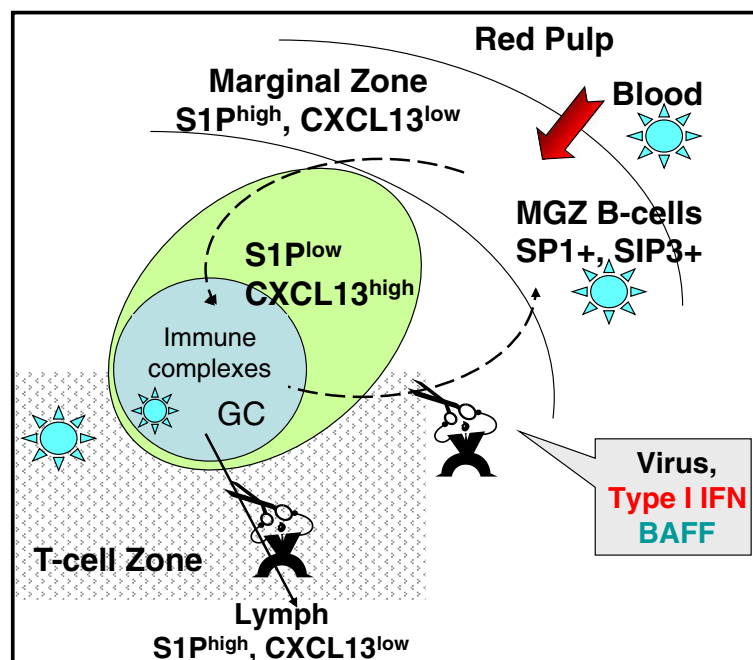 Red Pulp
Marginal Zone
S1Phigh, CXCL13low
Blood
MGZ B-cells
SP1+, SIP3+
S1Plow
CXCL13high
Immune
complexes
GC
Virus,
Type I IFN
BAFF
T-cell Zone
Lymph
S1Phigh, CXCL13low